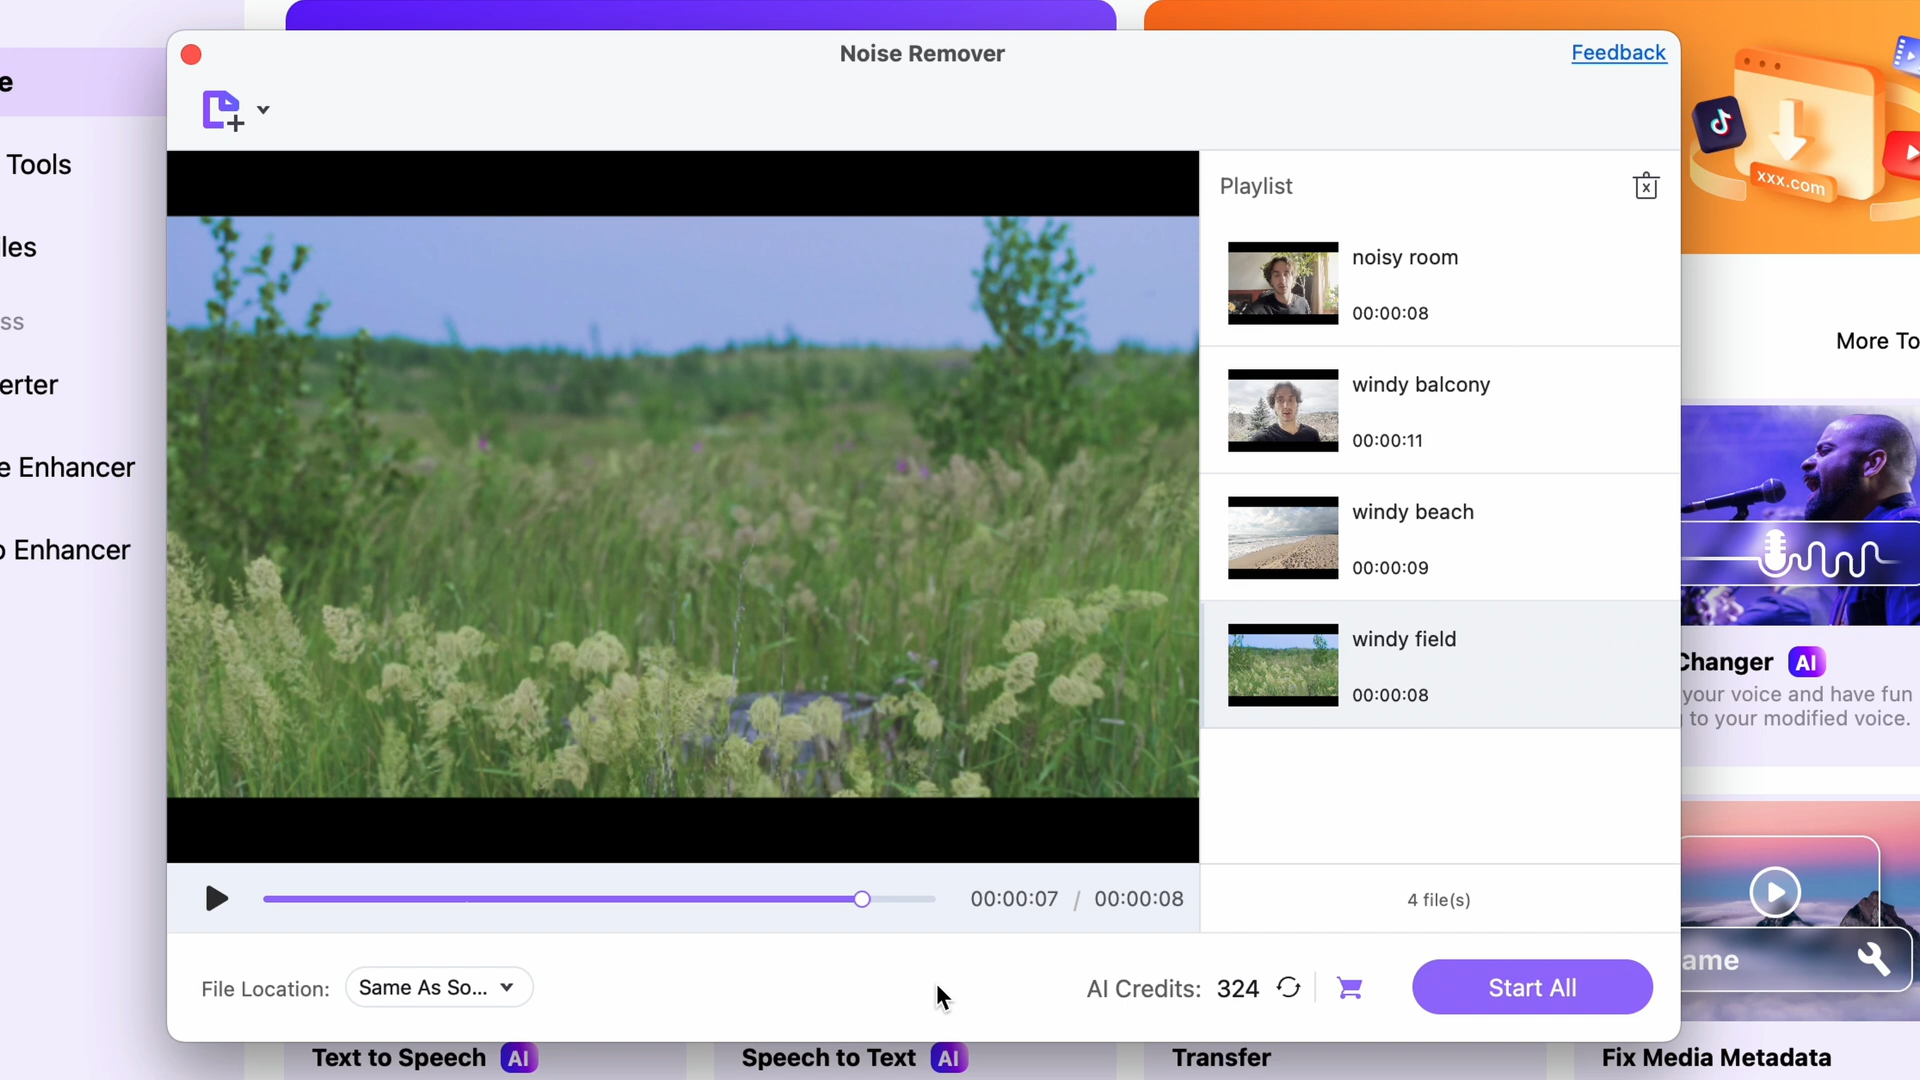 Noise Remover
Feedback
e
Tools
les
ss
erter
e Enhancer
o Enhancer
Playlist
noisy room
00:00:08
windy balcony
00:00:11
windy beach
00:00:09
windy field
00:00:08
00:00:07 / 00:00:08
4 file(s)
File Location: Same As So...
AI Credits: 324
Start All
xxx.com
More To
Changer AI
your voice and have fun
to your modified voice.
ame
Text to Speech AI
Speech to Text AI
Transfer
Fix Media Metadata